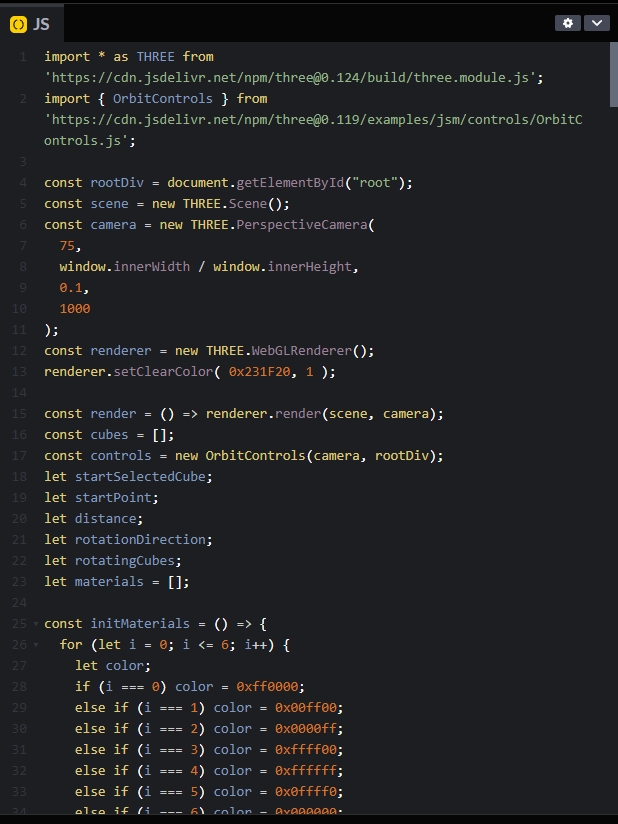 JS
1 import * as THREE from
'https://cdn.jsdelivr.net/npm/three@0.124/build/three.module.js';
2 import { OrbitControls } from
'https://cdn.jsdelivr.net/npm/three@0.119/examples/jsm/controls/OrbitC
ontrols.js';
3
4 const rootDiv = document.getElementById("root");
5 const scene = new THREE.Scene();
6 const camera = new THREE.PerspectiveCamera(
7 75,
8 window.innerWidth / window.innerHeight,
9 0.1,
10 1000
11 );
12 const renderer = new THREE.WebGLRenderer();
13 renderer.setClearColor( 0x231F20, 1 );
14
15 const render = () => renderer.render(scene, camera);
16 const cubes = [];
17 const controls = new OrbitControls(camera, rootDiv);
18 let startSelectedCube;
19 let startPoint;
20 let distance;
21 let rotationDirection;
22 let rotatingCubes;
23 let materials = [];
24
25 const initMaterials = () => {
26 for (let i = 0; i <= 6; i++) {
27 let color;
28 if (i === 0) color = 0xff0000;
29 else if (i === 1) color = 0x00ff00;
30 else if (i === 2) color = 0x0000ff;
31 else if (i === 3) color = 0xffff00;
32 else if (i === 4) color = 0xffffff;
33 else if (i === 5) color = 0x0ffff0;
34 else if (i === 6) color = 0x000000;